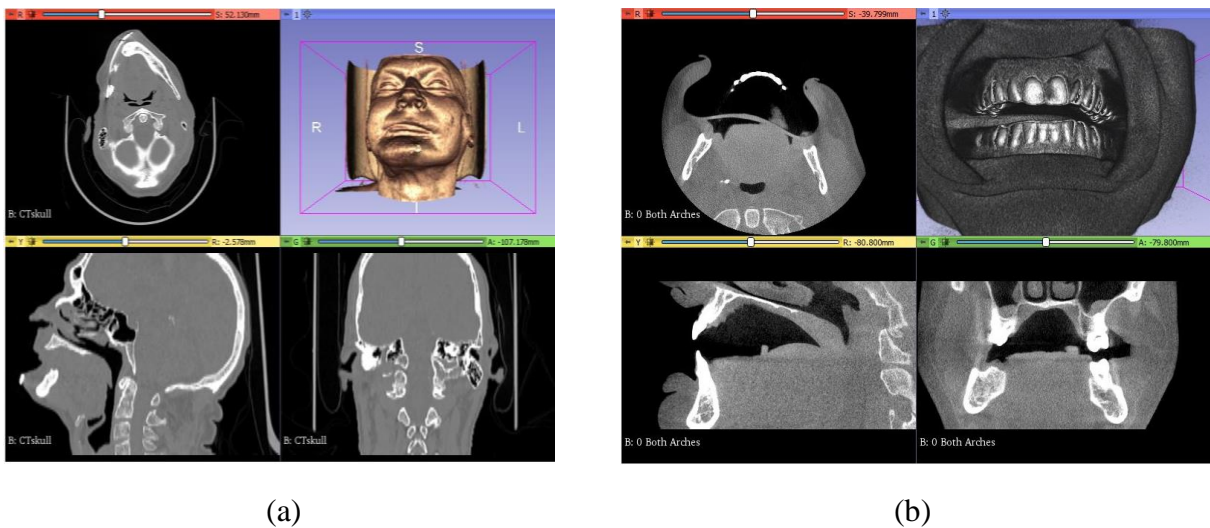 R S: 52.130mm
1
S
R L
I
B: CTskull
Y R: -2.578mm
G A: -107.178mm
B: CTskull
B: CTskull
(a)
R S: -39.799mm
1
B: 0 Both Arches
Y R: -80.800mm
G A: -79.800mm
B: 0 Both Arches
B: 0 Both Arches
(b)